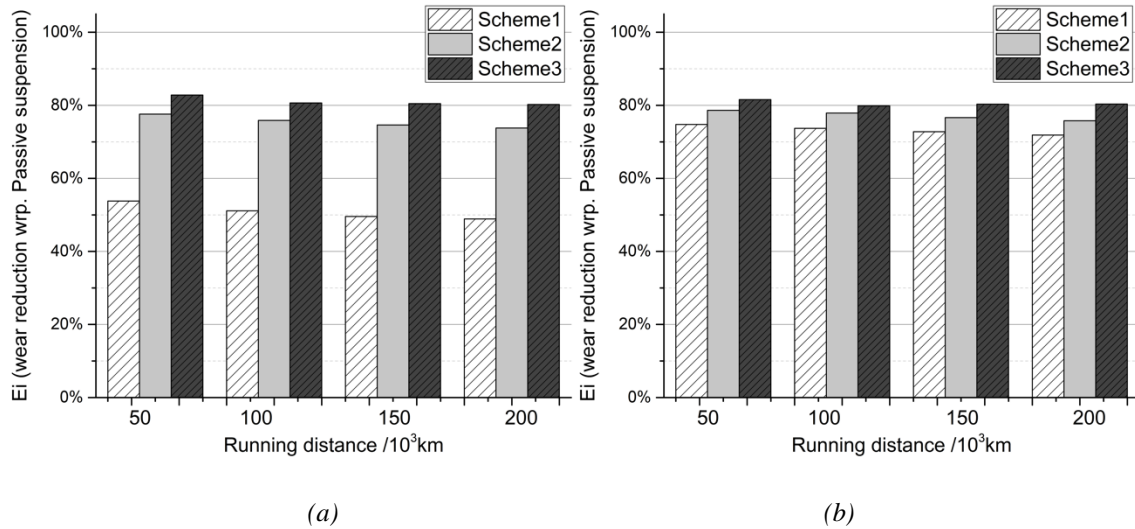 100%
80%
60%
40%
20%
0%
Ei (wear reduction wrp. Passive suspension)
Scheme1
Scheme2
Scheme3
50
100
150
200
Running distance /10³km
(a)
100%
80%
60%
40%
20%
0%
Ei (wear reduction wrp. Passive suspension)
Scheme1
Scheme2
Scheme3
50
100
150
200
Running distance /10³km
(b)